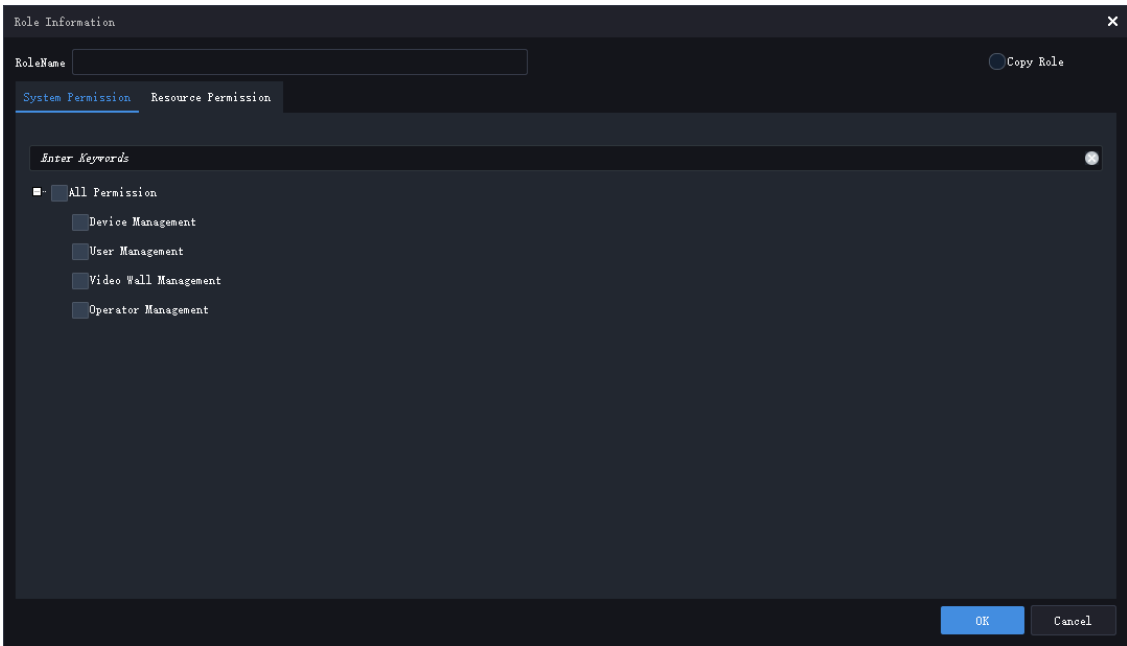 Role Information
RoleName
Copy Role
System Permission Resource Permission
Enter Keywords
All Permission
Device Management
User Management
Video Wall Management
Operator Management
OK Cancel